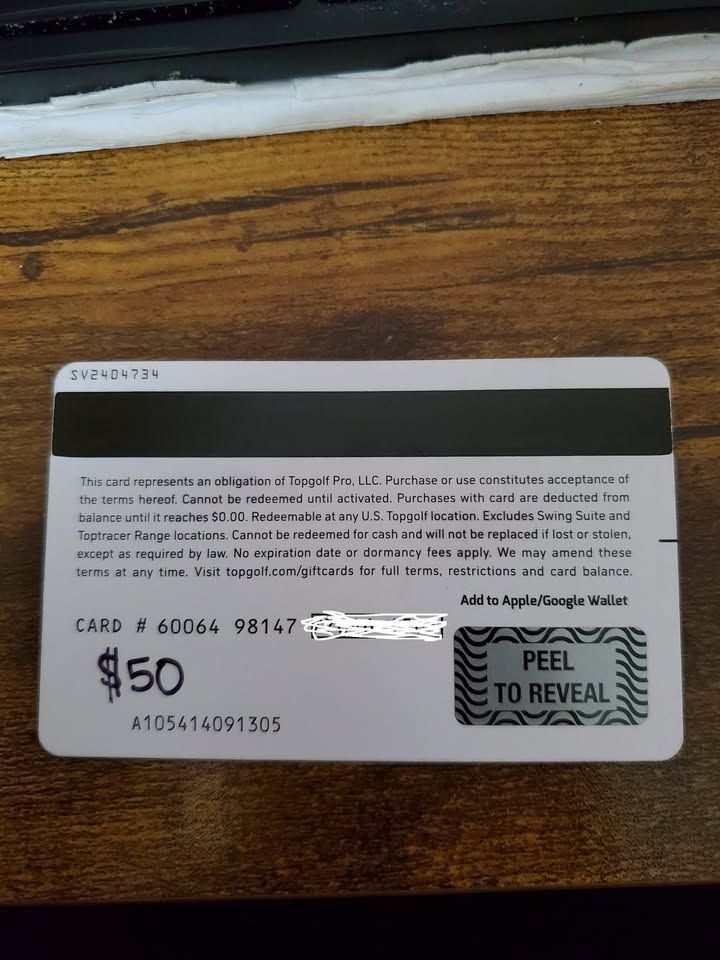 SV2404734
This card represents an obligation of Topgolf Pro, LLC. Purchase or use constitutes acceptance of
the terms hereof. Cannot be redeemed until activated. Purchases with card are deducted from
balance until it reaches $0.00. Redeemable at any U.S. Topgolf location. Excludes Swing Suite and
Toptracer Range locations. Cannot be redeemed for cash and will not be replaced if lost or stolen,
except as required by law. No expiration date or dormancy fees apply. We may amend these
terms at any time. Visit topgolf.com/giftcards for full terms, restrictions and card balance.
Add to Apple/Google Wallet
CARD # 60064 98147
PEEL
TO REVEAL
$50
A105414091305